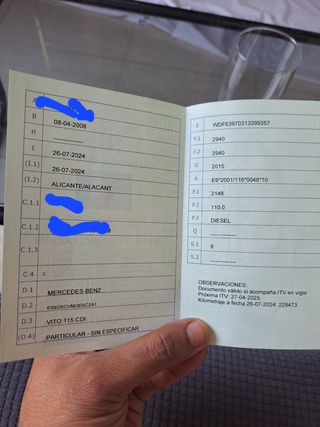 A
B 08-04-2008
H ----------
I 26-07-2024
(I.1) 26-07-2024
(I.2) ALICANTE/ALACANT
C.1.1
C.1.2
C.1.3
C.4 c
D.1 MERCEDES-BENZ
D.2
D.3 VITO 115 CDI
(D.4) PARTICULAR - SIN ESPECIFICAR
E WDF63970313399357
F.1 2940
F.2 2940
G 2015
K E9*2001/116*0048*10
P.1 2148
P.2 110.0
P.3 DIESEL
Q
S.1 9
S.2 ----------
OBSERVACIONES:
Documento válido si acompaña ITV en vigor
Próxima ITV: 27-04-2025
Kilometraje a fecha 26-07-2024: 228473